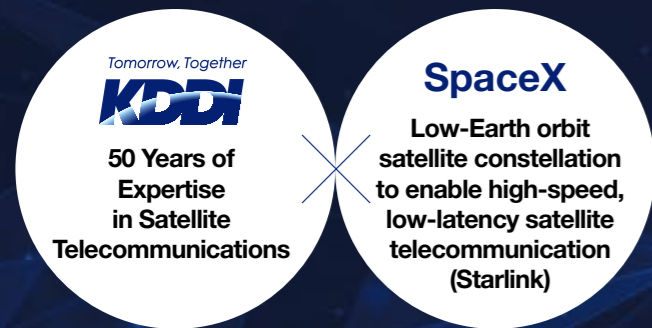 Tomorrow, Together
KDDI
50 Years of
Expertise
in Satellite
Telecommunications
SpaceX
Low-Earth orbit
satellite constellation
to enable high-speed,
low-latency satellite
telecommunication
(Starlink)